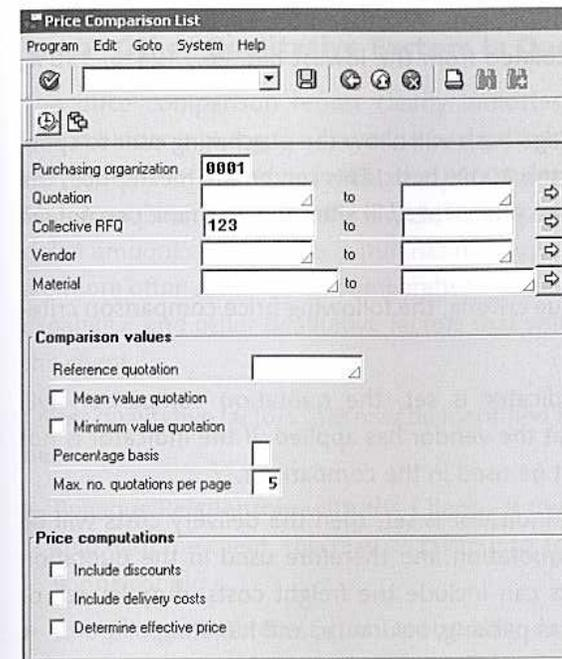 Price Comparison List
Program Edit Goto System Help
Purchasing organization 0001
Quotation to
Collective RFQ 123 to
Vendor to
Material to
Comparison values
Reference quotation
Mean value quotation
Minimum value quotation
Percentage basis
Max. no. quotations per page 5
Price computations
Include discounts
Include delivery costs
Determine effective price